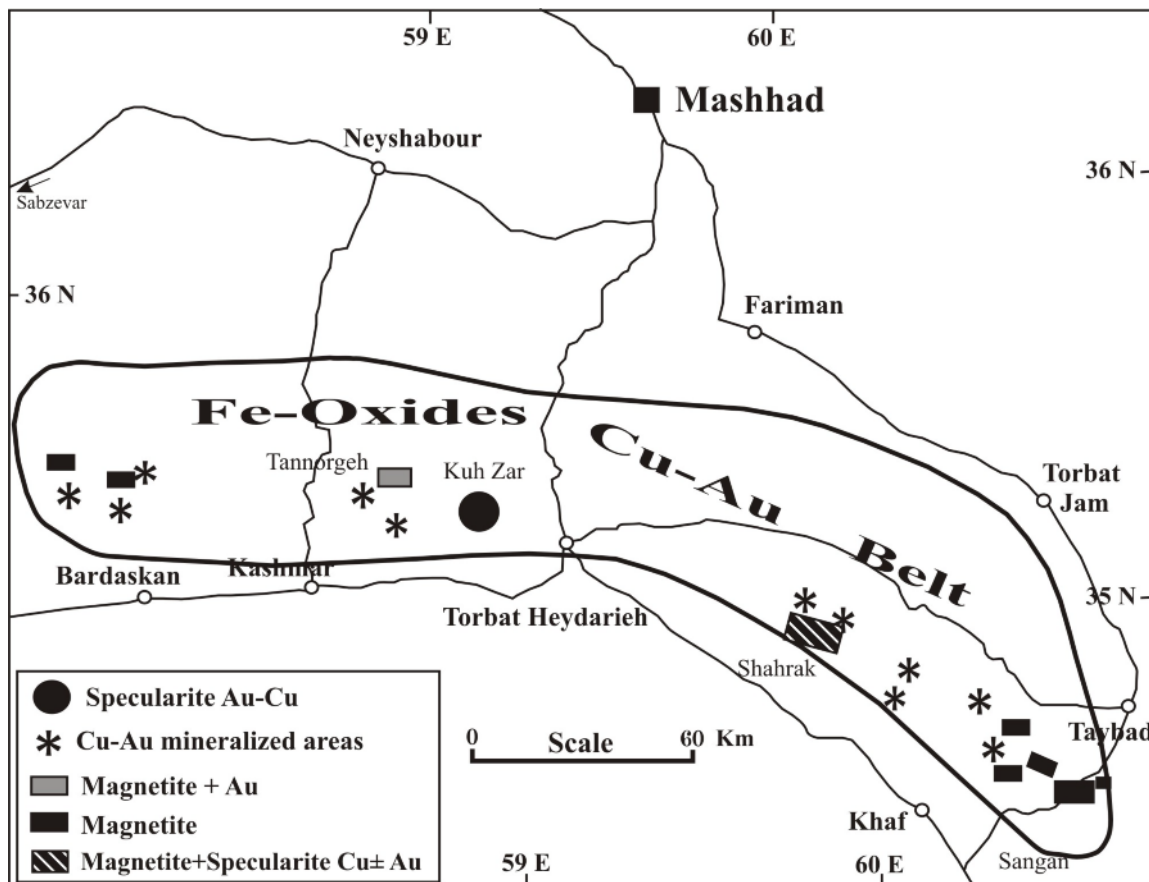 59 E
60 E
Mashhad
Neyshabour
36 N
Sabzevar
36 N
Fariman
Fe-Oxides
Cu-Au
Belt
Tannorgeh
Kuh Zar
Torbat
Jam
Bardaskan
Kashmar
Torbat Heydarieh
35 N
Shahrak
Taybad
Specularite Au-Cu
Cu-Au mineralized areas
Magnetite + Au
Magnetite
Magnetite+Specularite Cu± Au
0 Scale 60 Km
Khaf
Sangan
59 E
60 E